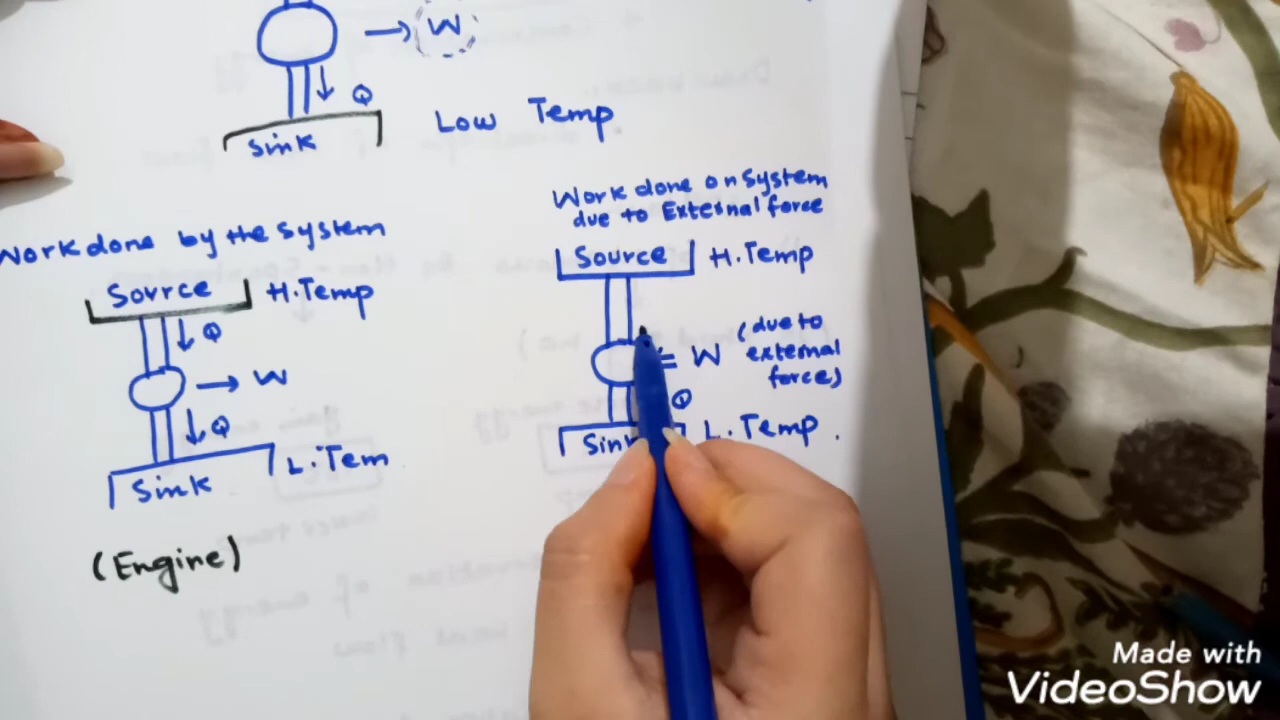 → W
↓ Q
Sink
Low Temp
Work done by the System
Sovrce H.Temp
↓ Q
→ W
↓ Q
Sink L.Tem
(Engine)
Work done on System
due to External force
Source H.Temp
W (due to
external
force)
Q
L.Temp.
Made with
VideoShow